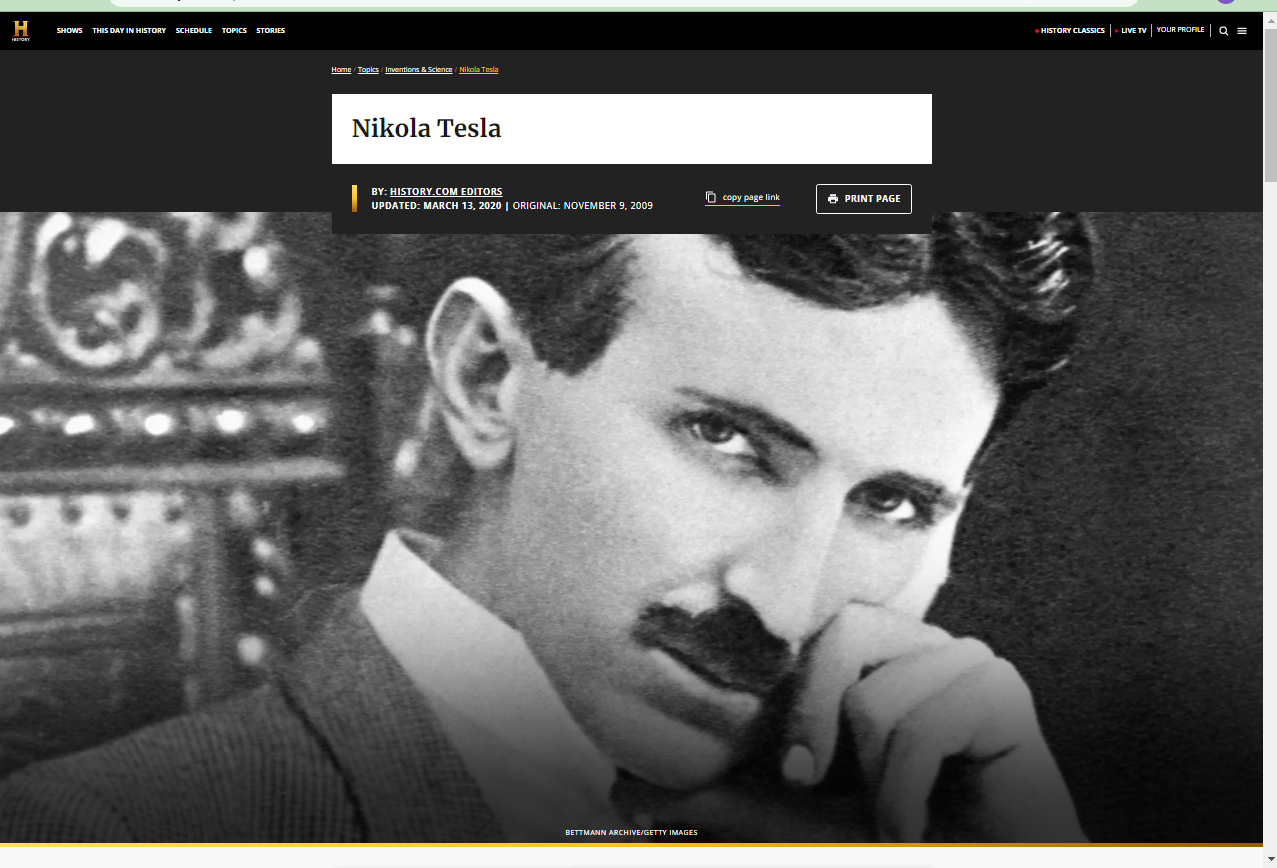 H
HISTORY
SHOWS THIS DAY IN HISTORY SCHEDULE TOPICS STORIES
HISTORY CLASSICS LIVE TV YOUR PROFILE
Home / Topics / Inventions & Science / Nikola Tesla
Nikola Tesla
BY: HISTORY.COM EDITORS
UPDATED: MARCH 13, 2020 | ORIGINAL: NOVEMBER 9, 2009
copy page link
PRINT PAGE
BETTMANN ARCHIVE/GETTY IMAGES